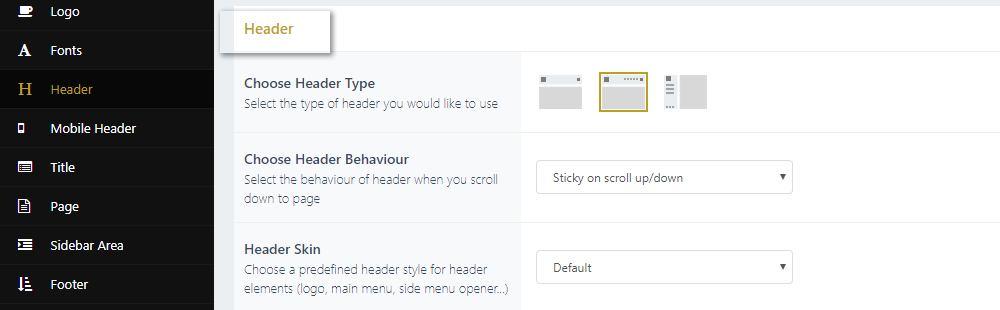 Logo
Fonts
Header
Mobile Header
Title
Page
Sidebar Area
Footer
Header
Choose Header Type
Select the type of header you would like to use
Choose Header Behaviour
Select the behaviour of header when you scroll
down to page
Sticky on scroll up/down
Header Skin
Choose a predefined header style for header
elements (logo, main menu, side menu opener...)
Default